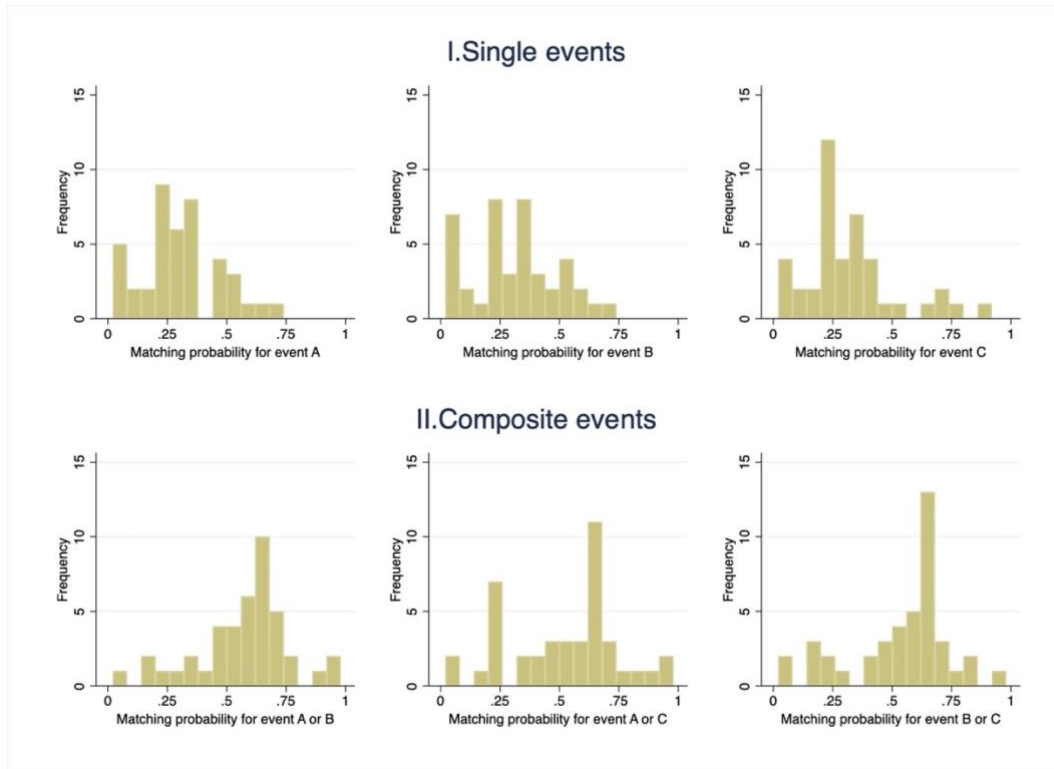 I.Single events
15
10
5
0
Frequency
0 .25 .5 .75 1
Matching probability for event A
15
10
5
0
Frequency
0 .25 .5 .75 1
Matching probability for event B
15
10
5
0
Frequency
0 .25 .5 .75 1
Matching probability for event C
II.Composite events
15
10
5
0
Frequency
0 .25 .5 .75 1
Matching probability for event A or B
15
10
5
0
Frequency
0 .25 .5 .75 1
Matching probability for event A or C
15
10
5
0
Frequency
0 .25 .5 .75 1
Matching probability for event B or C